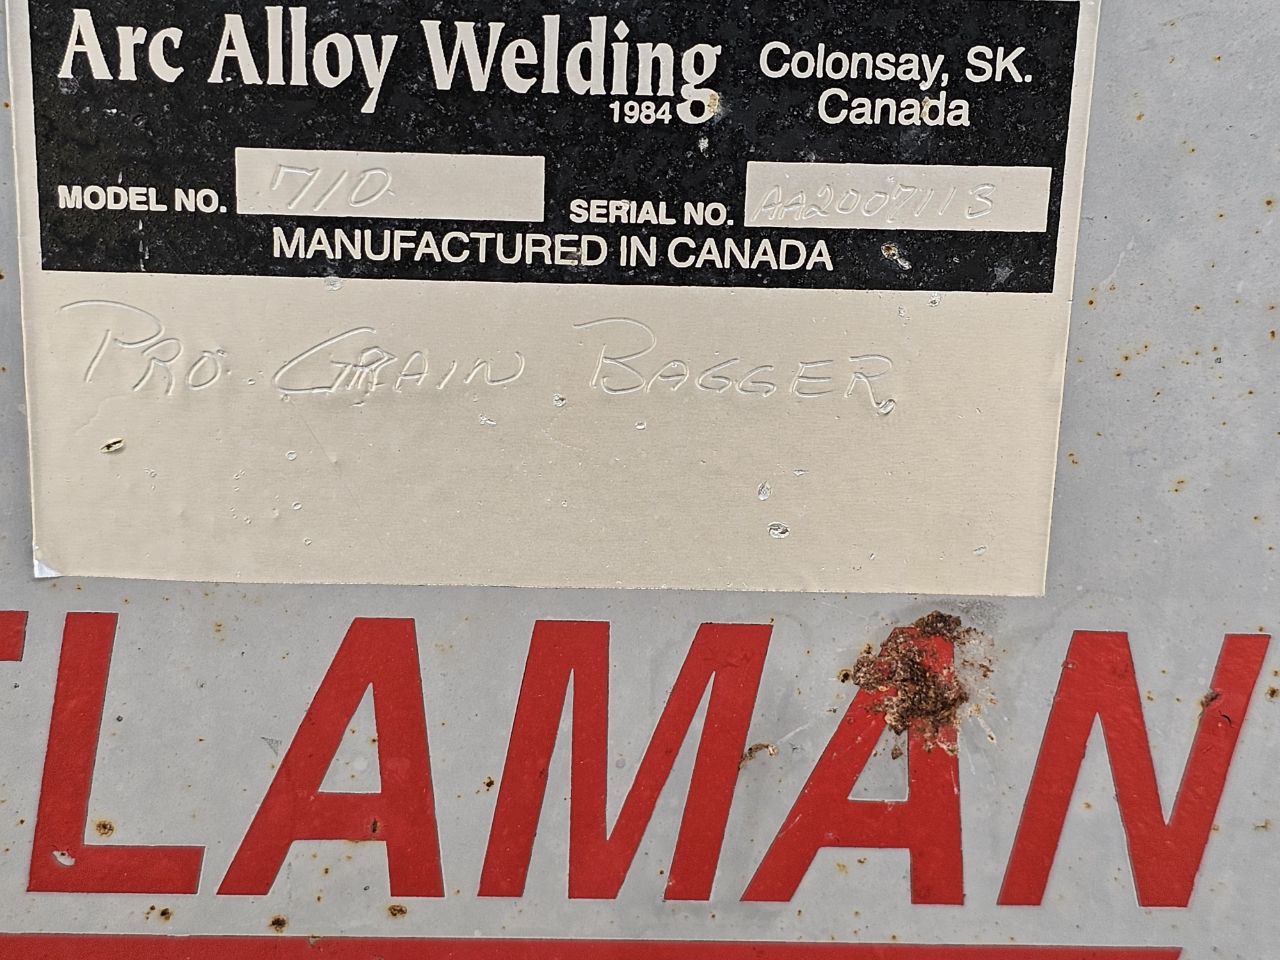 Arc Alloy Welding
1984
Colonsay, SK.
Canada
MODEL NO. 710
SERIAL NO. AA2007113
MANUFACTURED IN CANADA
PRO GRAIN BAGGER
LAMAN